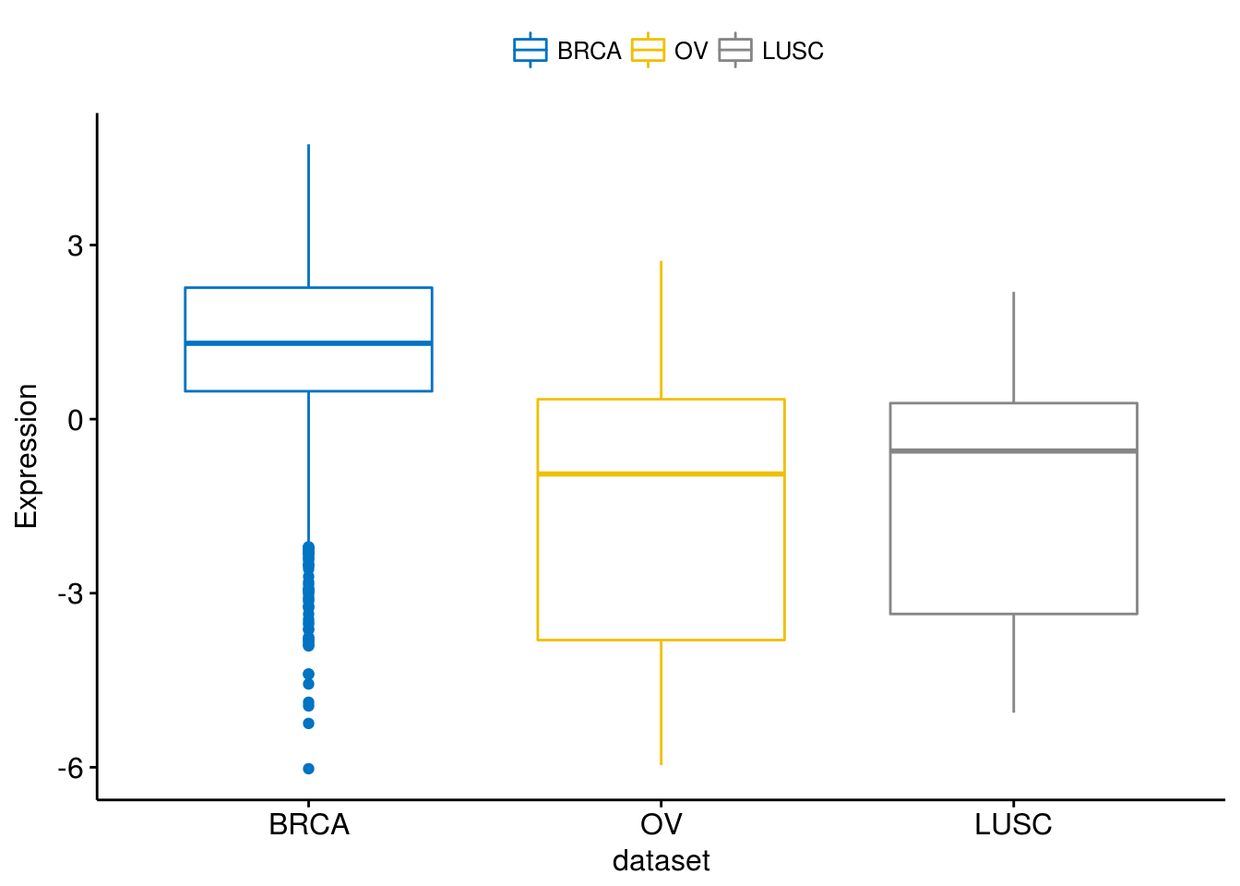 BRCA OV LUSC
Expression
3
0
-3
-6
BRCA OV LUSC
dataset